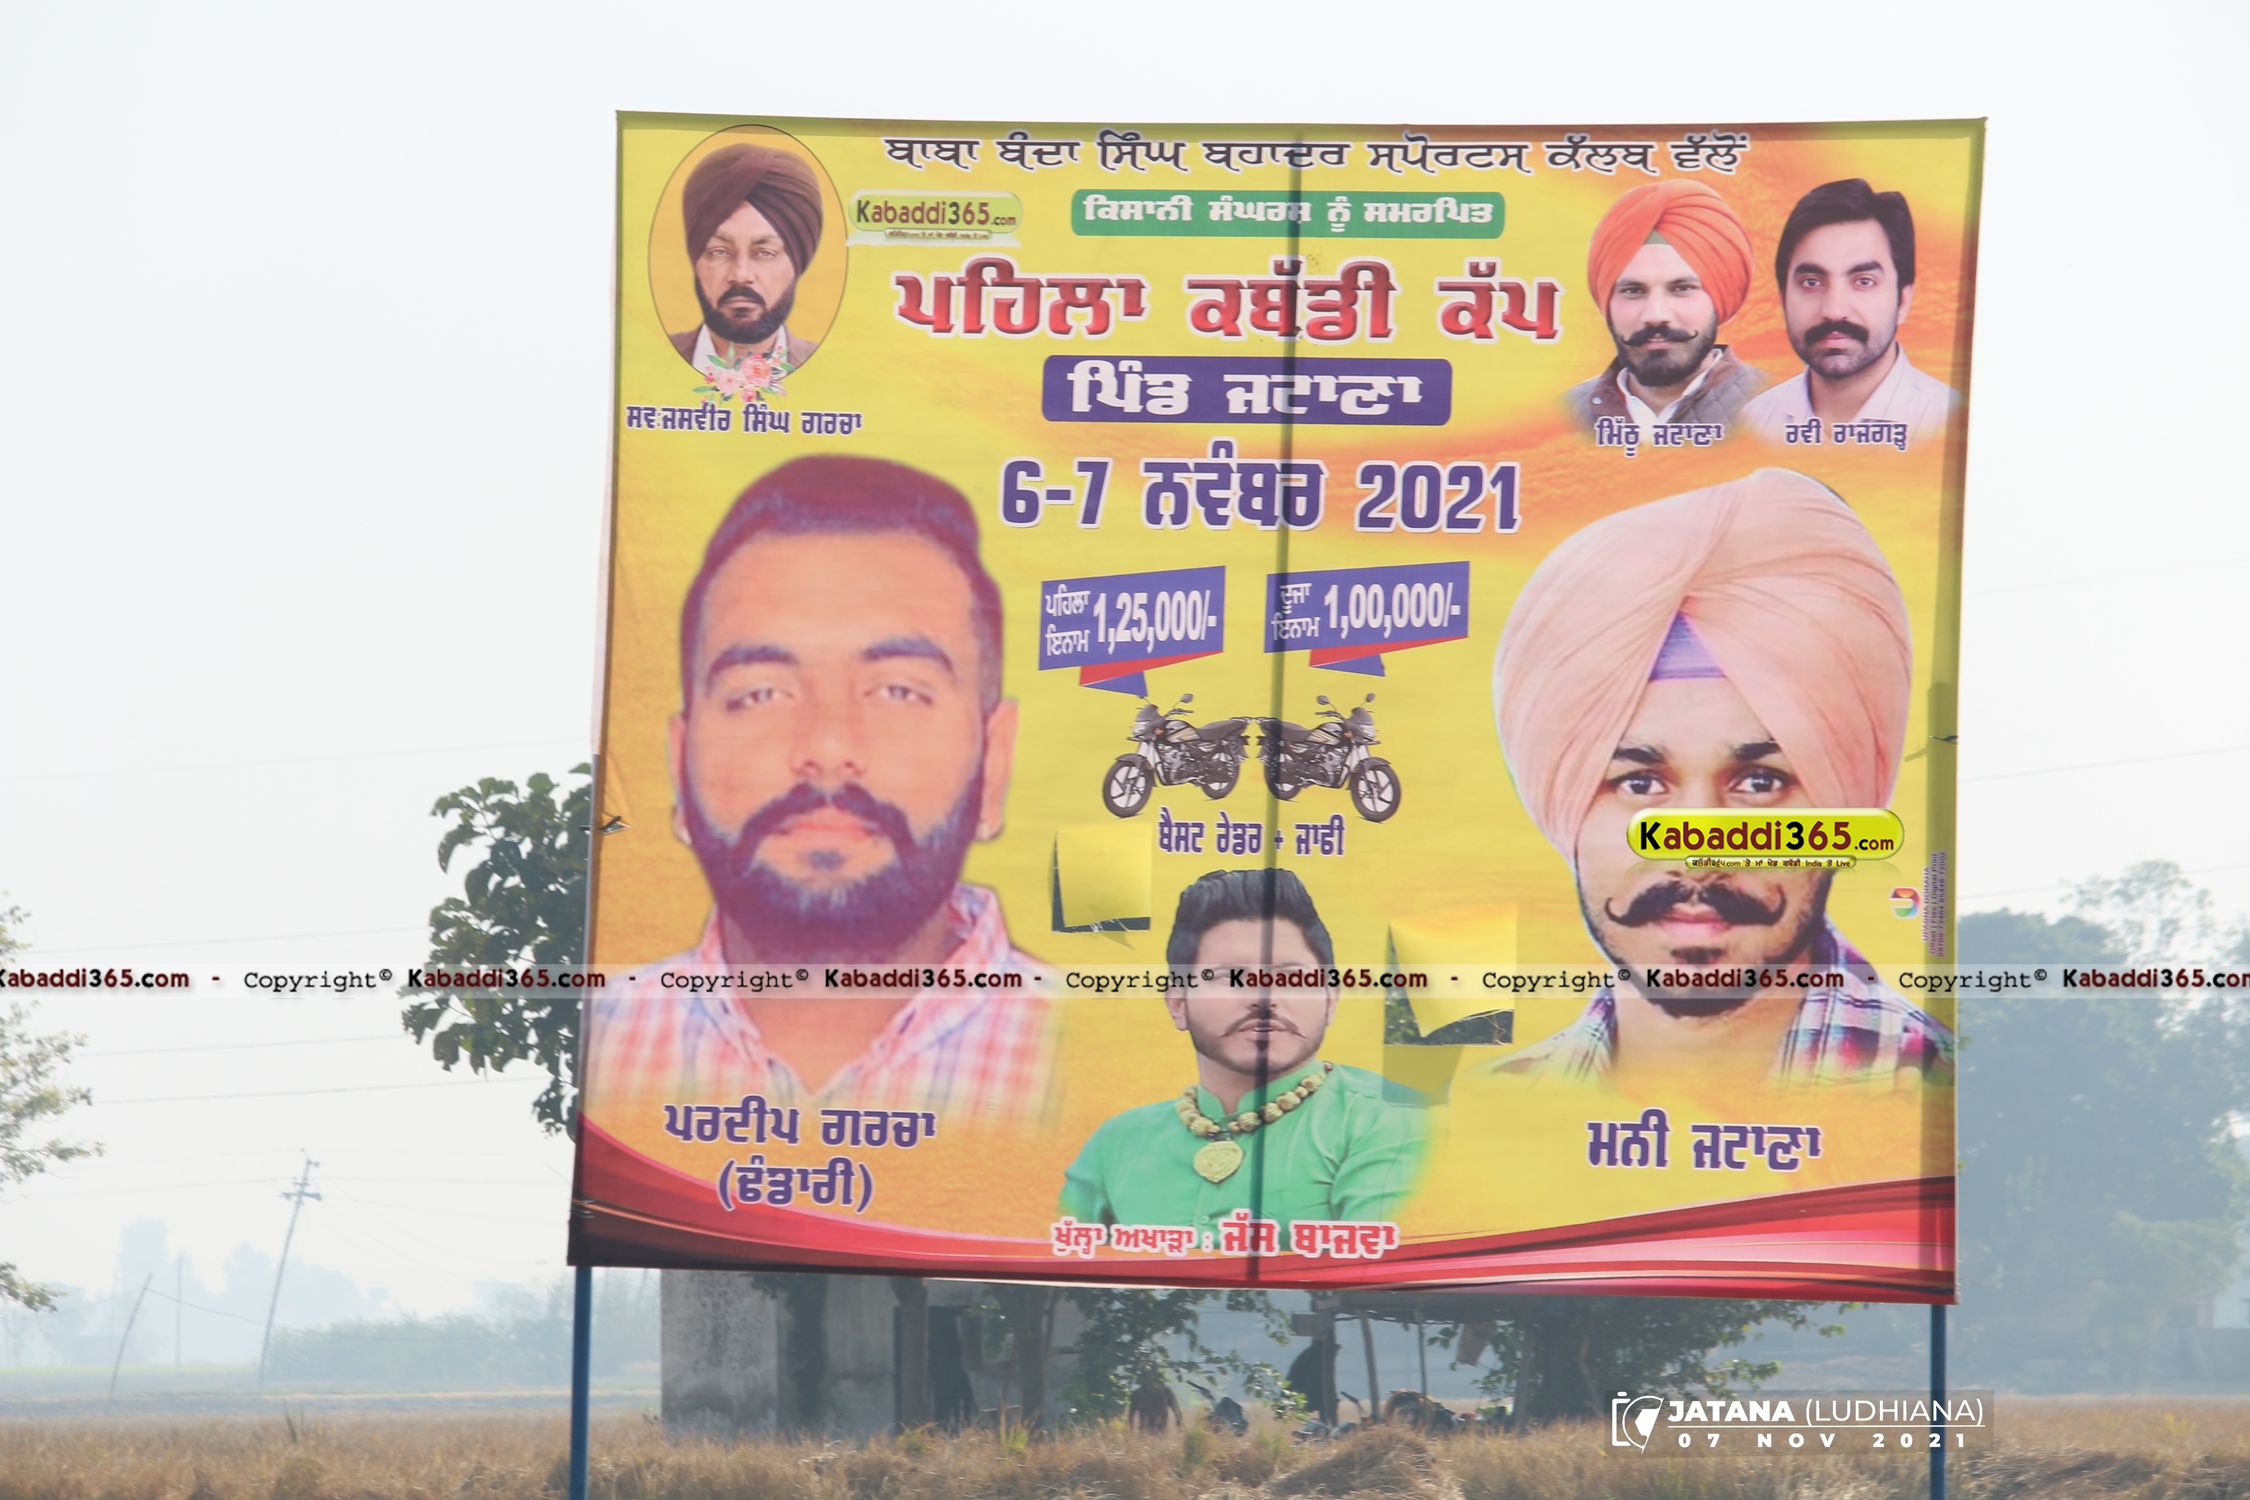 ਬਾਬਾ ਬੰਦਾ ਸਿੰਘ ਬਹਾਦਰ ਸਪੋਰਟਸ ਕੱਲਬ ਵੱਲੋਂ
Kabaddi365.com
ਕਿਸਾਨੀ ਸੰਘਰਸ਼ ਨੂੰ ਸਮਰਪਿਤ
ਪਹਿਲਾ ਕਬੱਡੀ ਕੱਪ
ਪਿੰਡ ਜਟਾਣਾ
ਸਵ:ਜਸਵੀਰ ਸਿੰਘ ਗਰਚਾ
ਮਿੱਠੂ ਜਟਾਣਾ
ਰਵੀ ਰਾਜਗੜ੍ਹ
6-7 ਨਵੰਬਰ 2021
ਪਹਿਲਾ ਇਨਾਮ 1,25,000/-
ਦੂਜਾ ਇਨਾਮ 1,00,000/-
ਬੈਸਟ ਰੇਡਰ + ਜਾਫੀ
Kabaddi365.com
Kabaddi365.com - Copyright© Kabaddi365.com - Copyright© Kabaddi365.com - Copyright© Kabaddi365.com - Copyright© Kabaddi365.com - Copyright© Kabaddi365.com
ਪਰਦੀਪ ਗਰਚਾ
(ਢੰਡਾਰੀ)
ਮਨੀ ਜਟਾਣਾ
ਖੁੱਲ੍ਹਾ ਅਖਾੜਾ : ਜੱਸ ਬਾਜਵਾ
JATANA (LUDHIANA)
07 NOV 2021